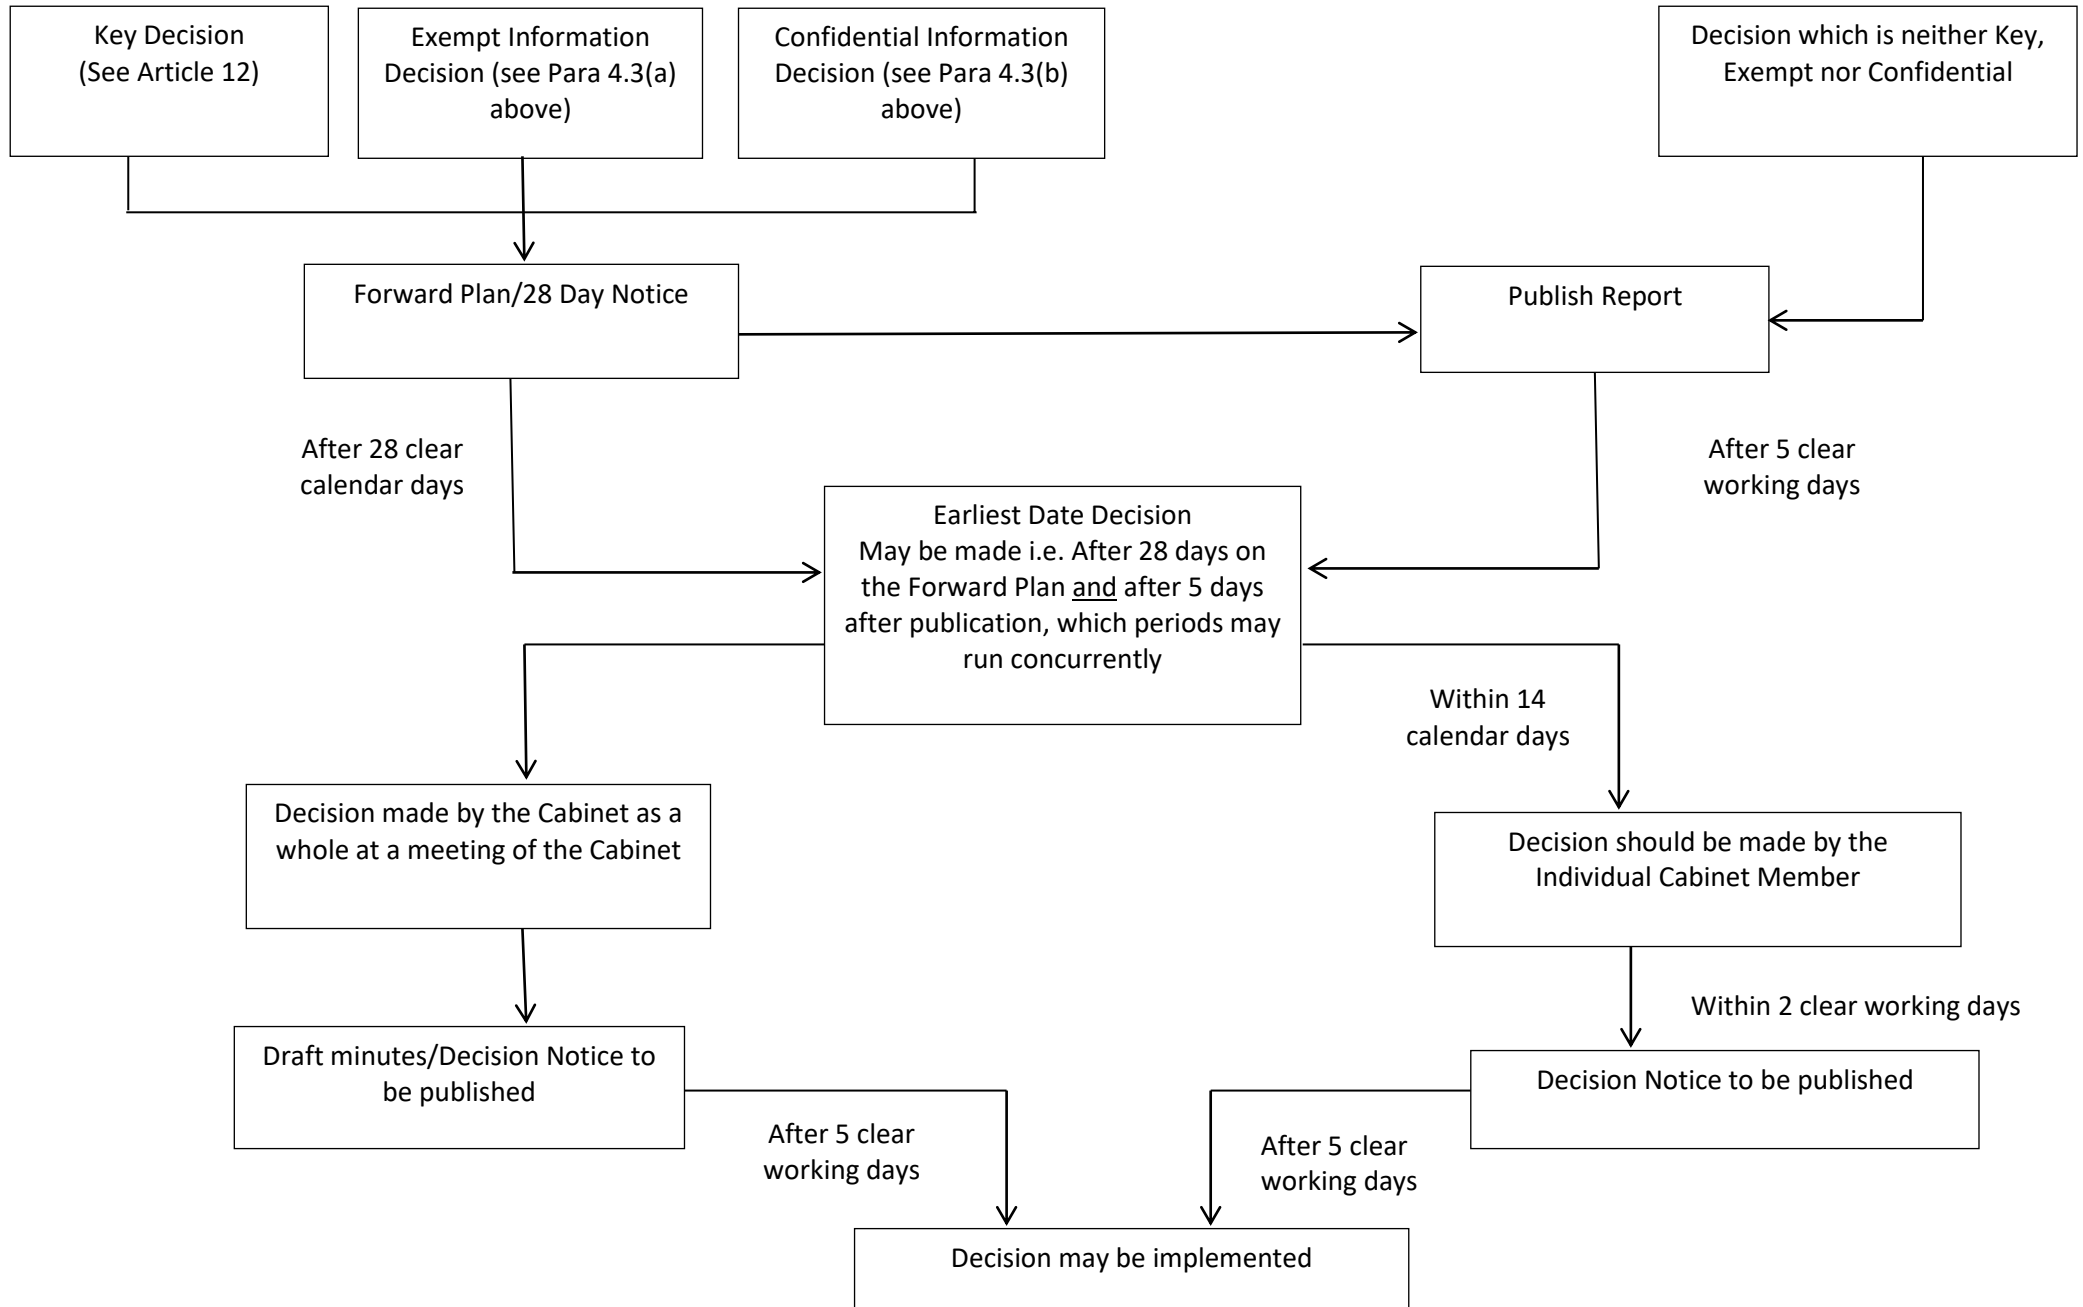 Key Decision
(See Article 12)
Exempt Information
Decision (see Para 4.3(a)
above)
Confidential Information
Decision (see Para 4.3(b)
above)
Decision which is neither Key,
Exempt nor Confidential
Forward Plan/28 Day Notice
Publish Report
After 28 clear
calendar days
After 5 clear
working days
Earliest Date Decision
May be made i.e. After 28 days on
the Forward Plan and after 5 days
after publication, which periods may
run concurrently
Within 14
calendar days
Decision made by the Cabinet as a
whole at a meeting of the Cabinet
Decision should be made by the
Individual Cabinet Member
Within 2 clear working days
Draft minutes/Decision Notice to
be published
Decision Notice to be published
After 5 clear
working days
After 5 clear
working days
Decision may be implemented